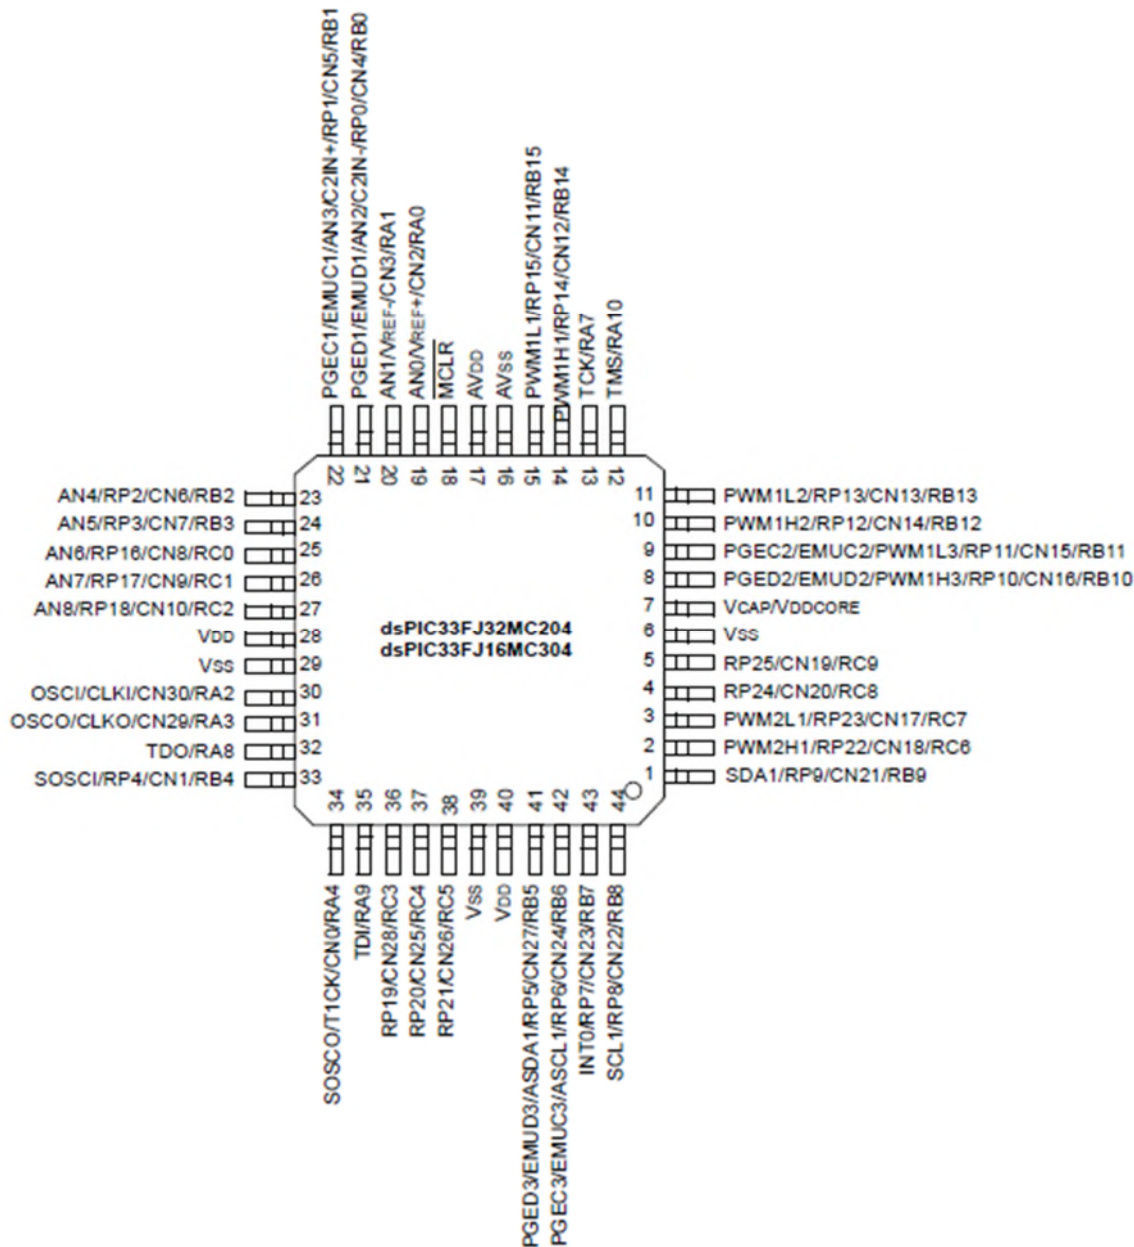 PGEC1/EMUC1/AN3/C2IN+/RP1/CN5/RB1
PGED1/EMUD1/AN2/C2IN-/RP0/CN4/RB0
AN1/VREF-/CN3/RA1
AN0/VREF+/CN2/RA0
MCLR
AVDD
AVSS
PWM1L1/RP15/CN11/RB15
PWM1H1/RP14/CN12/RB14
TCK/RA7
TMS/RA10
22 21 20 19 18 17 16 15 14 13 12
AN4/RP2/CN6/RB2 23
AN5/RP3/CN7/RB3 24
AN6/RP16/CN8/RC0 25
AN7/RP17/CN9/RC1 26
AN8/RP18/CN10/RC2 27
VDD 28
VSS 29
OSCI/CLKI/CN30/RA2 30
OSCO/CLKO/CN29/RA3 31
TDO/RA8 32
SOSCI/RP4/CN1/RB4 33
dsPIC33FJ32MC204
dsPIC33FJ16MC304
11 PWM1L2/RP13/CN13/RB13
10 PWM1H2/RP12/CN14/RB12
9 PGEC2/EMUC2/PWM1L3/RP11/CN15/RB11
8 PGED2/EMUD2/PWM1H3/RP10/CN16/RB10
7 VCAP/VDDCORE
6 VSS
5 RP25/CN19/RC9
4 RP24/CN20/RC8
3 PWM2L1/RP23/CN17/RC7
2 PWM2H1/RP22/CN18/RC6
1 SDA1/RP9/CN21/RB9
34 35 36 37 38 39 40 41 42 43 44
SOSCO/T1CK/CN0/RA4
TDI/RA9
RP19/CN28/RC3
RP20/CN25/RC4
RP21/CN26/RC5
VSS
VDD
PGED3/EMUD3/ASDA1/RP5/CN27/RB5
PGEC3/EMUC3/ASCL1/RP6/CN24/RB6
INT0/RP7/CN23/RB7
SCL1/RP8/CN22/RB8